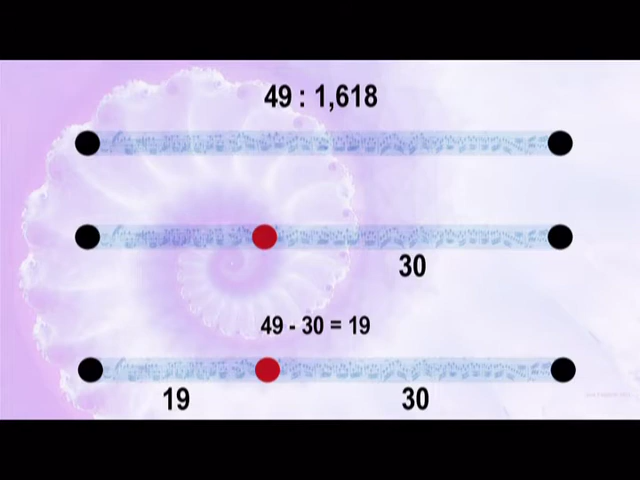 49 : 1,618
30
49 - 30 = 19
19 30